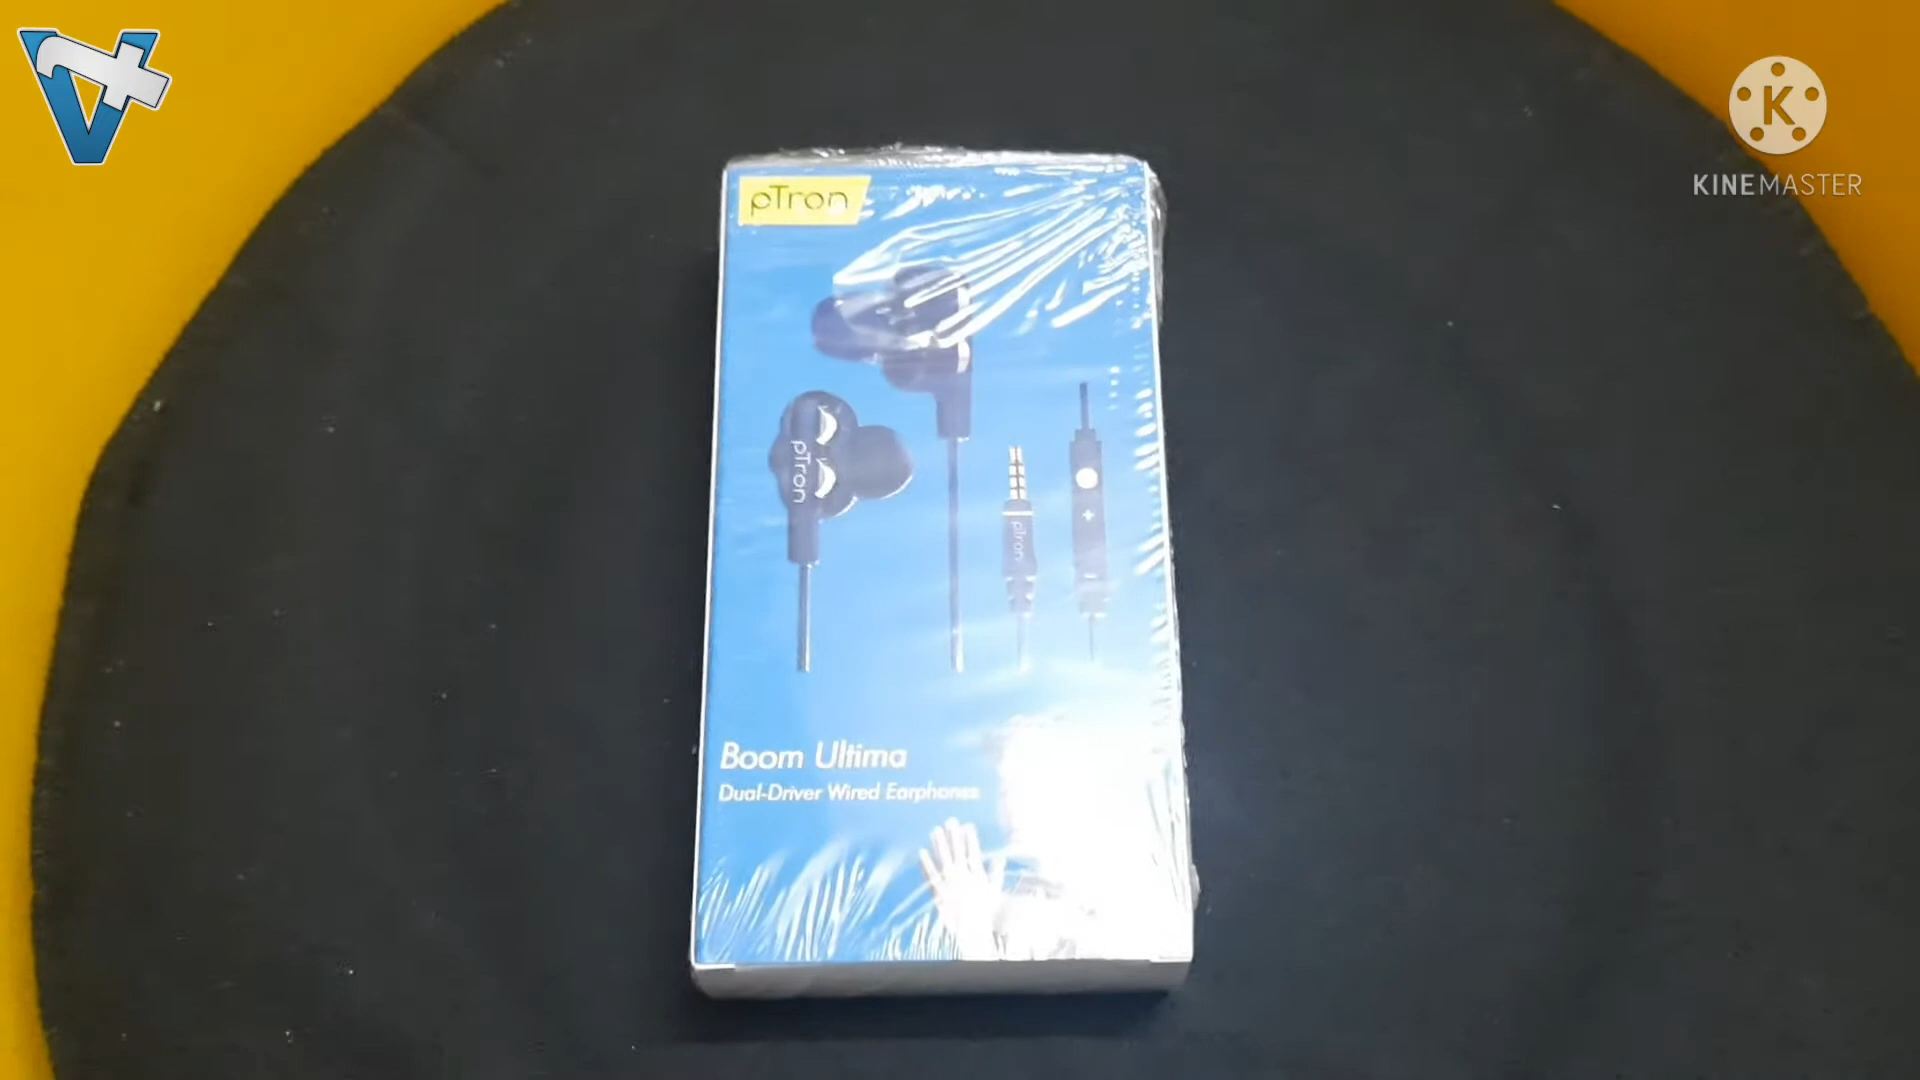 KINEMASTER
K
pTron
pTron
pTron
Boom Ultima
Dual-Driver Wired Earphones